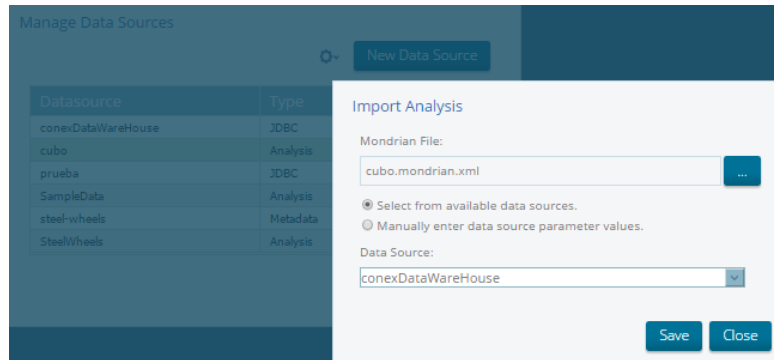 Manage Data Sources
New Data Source
Datasource Type
conexDataWareHouse JDBC
cubo Analysis
prueba JDBC
SampleData Analysis
steel-wheels Metadata
SteelWheels Analysis
Import Analysis
Mondrian File:
cubo.mondrian.xml ...
Select from available data sources.
Manually enter data source parameter values.
Data Source:
conexDataWareHouse
Save Close